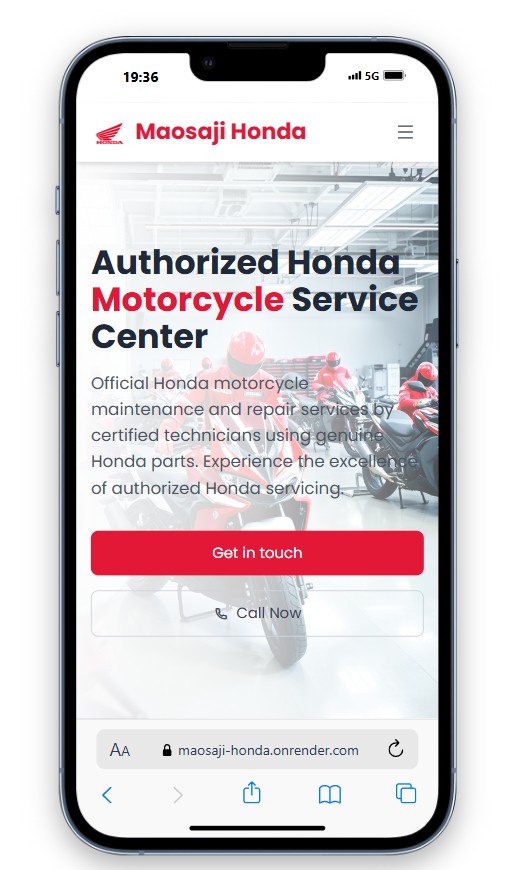 19:36
5G
HONDA
Maosaji Honda
Authorized Honda
Motorcycle Service
Center
Official Honda motorcycle
maintenance and repair services by
certified technicians using genuine
Honda parts. Experience the excellence
of authorized Honda servicing.
Get in touch
Call Now
AA
maosaji-honda.onrender.com